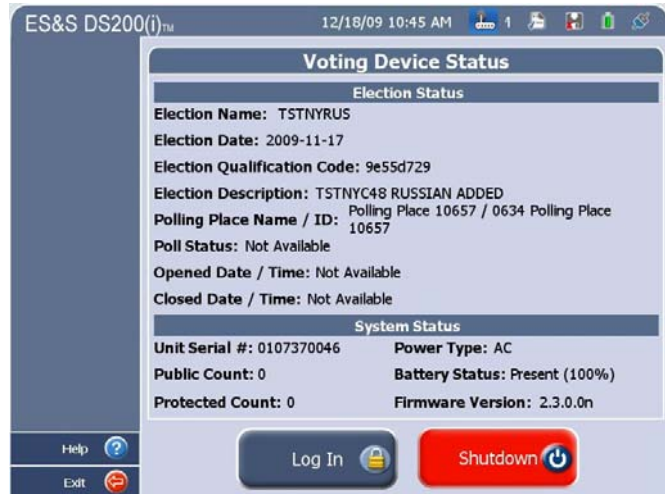 ES&S DS200(i)™ 12/18/09 10:45 AM 1
Voting Device Status
Election Status
Election Name: TSTNYRUS
Election Date: 2009-11-17
Election Qualification Code: 9e55d729
Election Description: TSTNYC48 RUSSIAN ADDED
Polling Place Name / ID: Polling Place 10657 / 0634 Polling Place
10657
Poll Status: Not Available
Opened Date / Time: Not Available
Closed Date / Time: Not Available
System Status
Unit Serial #: 0107370046 Power Type: AC
Public Count: 0 Battery Status: Present (100%)
Protected Count: 0 Firmware Version: 2.3.0.0n
Help ?
Log In Shutdown
Exit